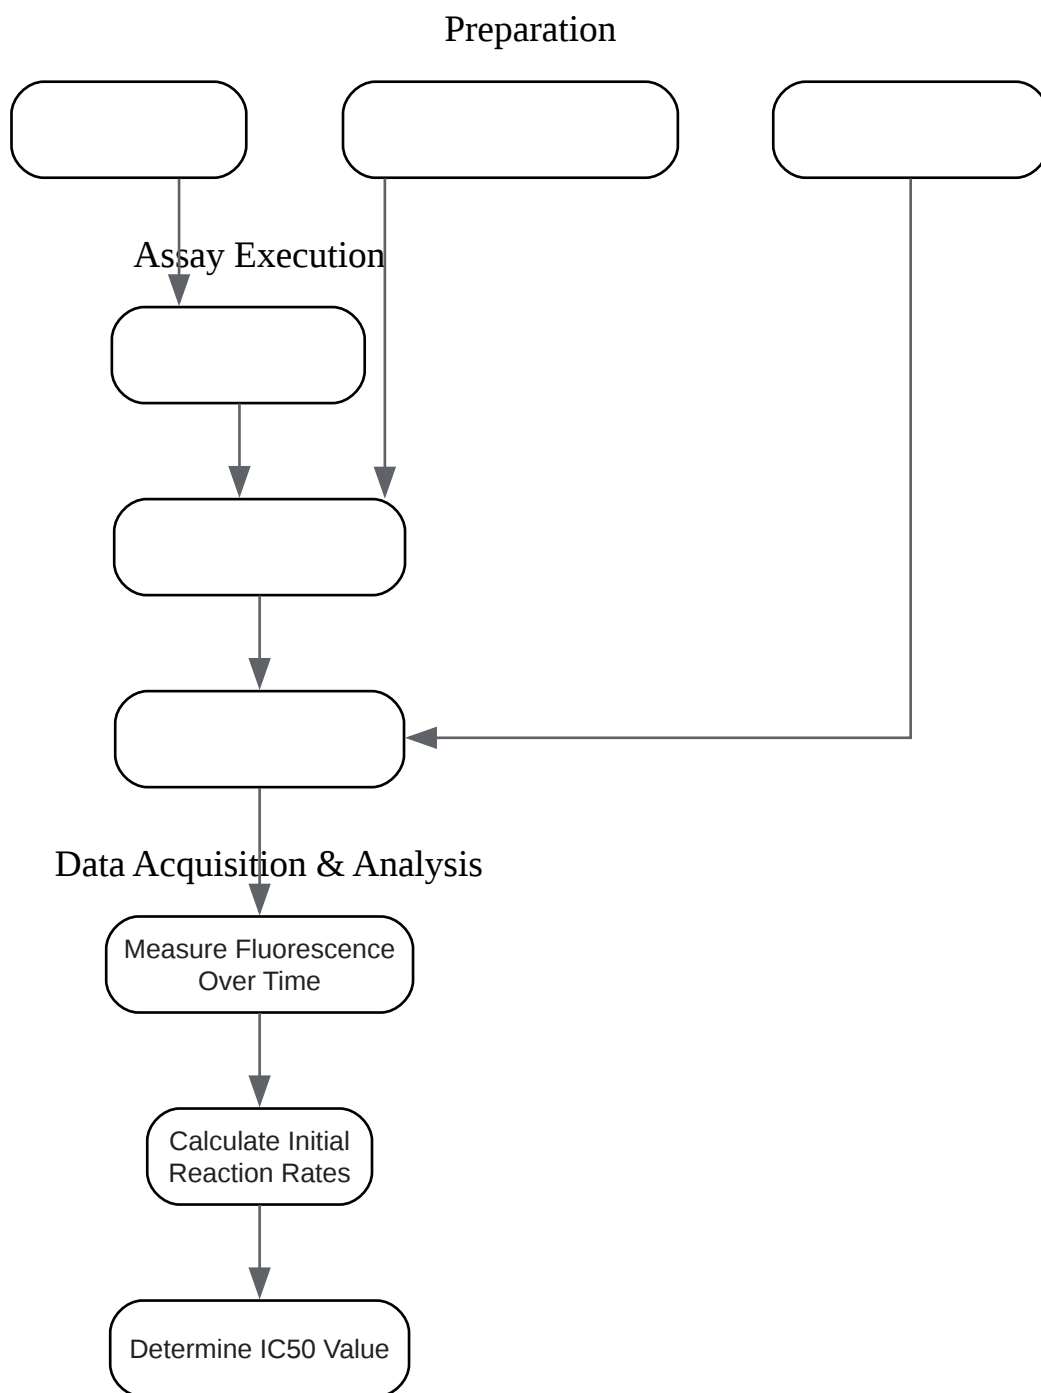 Preparation
Assay Execution
Data Acquisition & Analysis
Measure Fluorescence
Over Time
Calculate Initial
Reaction Rates
Determine IC50 Value